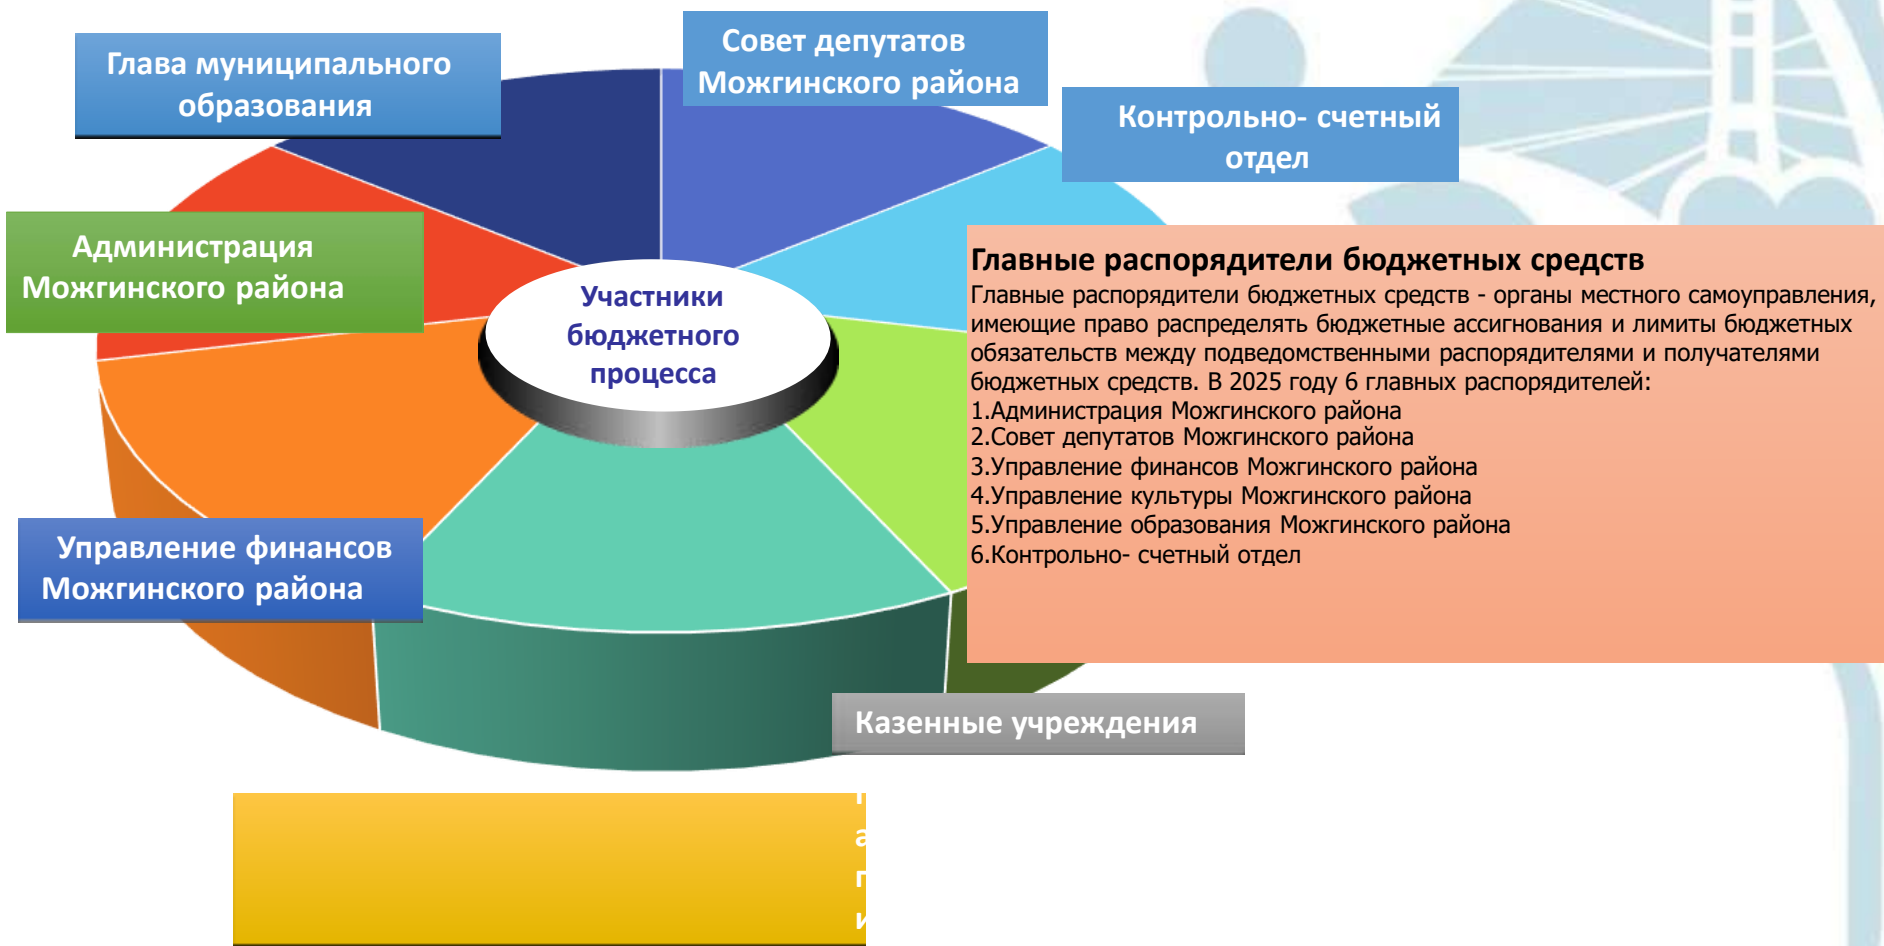 Глава муниципального
образования
Совет депутатов
Можгинского района
Контрольно- счетный
отдел
Администрация
Можгинского района
Участники
бюджетного
процесса
Главные распорядители бюджетных средств
Главные распорядители бюджетных средств - органы местного самоуправления,
имеющие право распределять бюджетные ассигнования и лимиты бюджетных
обязательств между подведомственными распорядителями и получателями
бюджетных средств. В 2025 году 6 главных распорядителей:
1.Администрация Можгинского района
2.Совет депутатов Можгинского района
3.Управление финансов Можгинского района
4.Управление культуры Можгинского района
5.Управление образования Можгинского района
6.Контрольно- счетный отдел
Управление финансов
Можгинского района
Казенные учреждения